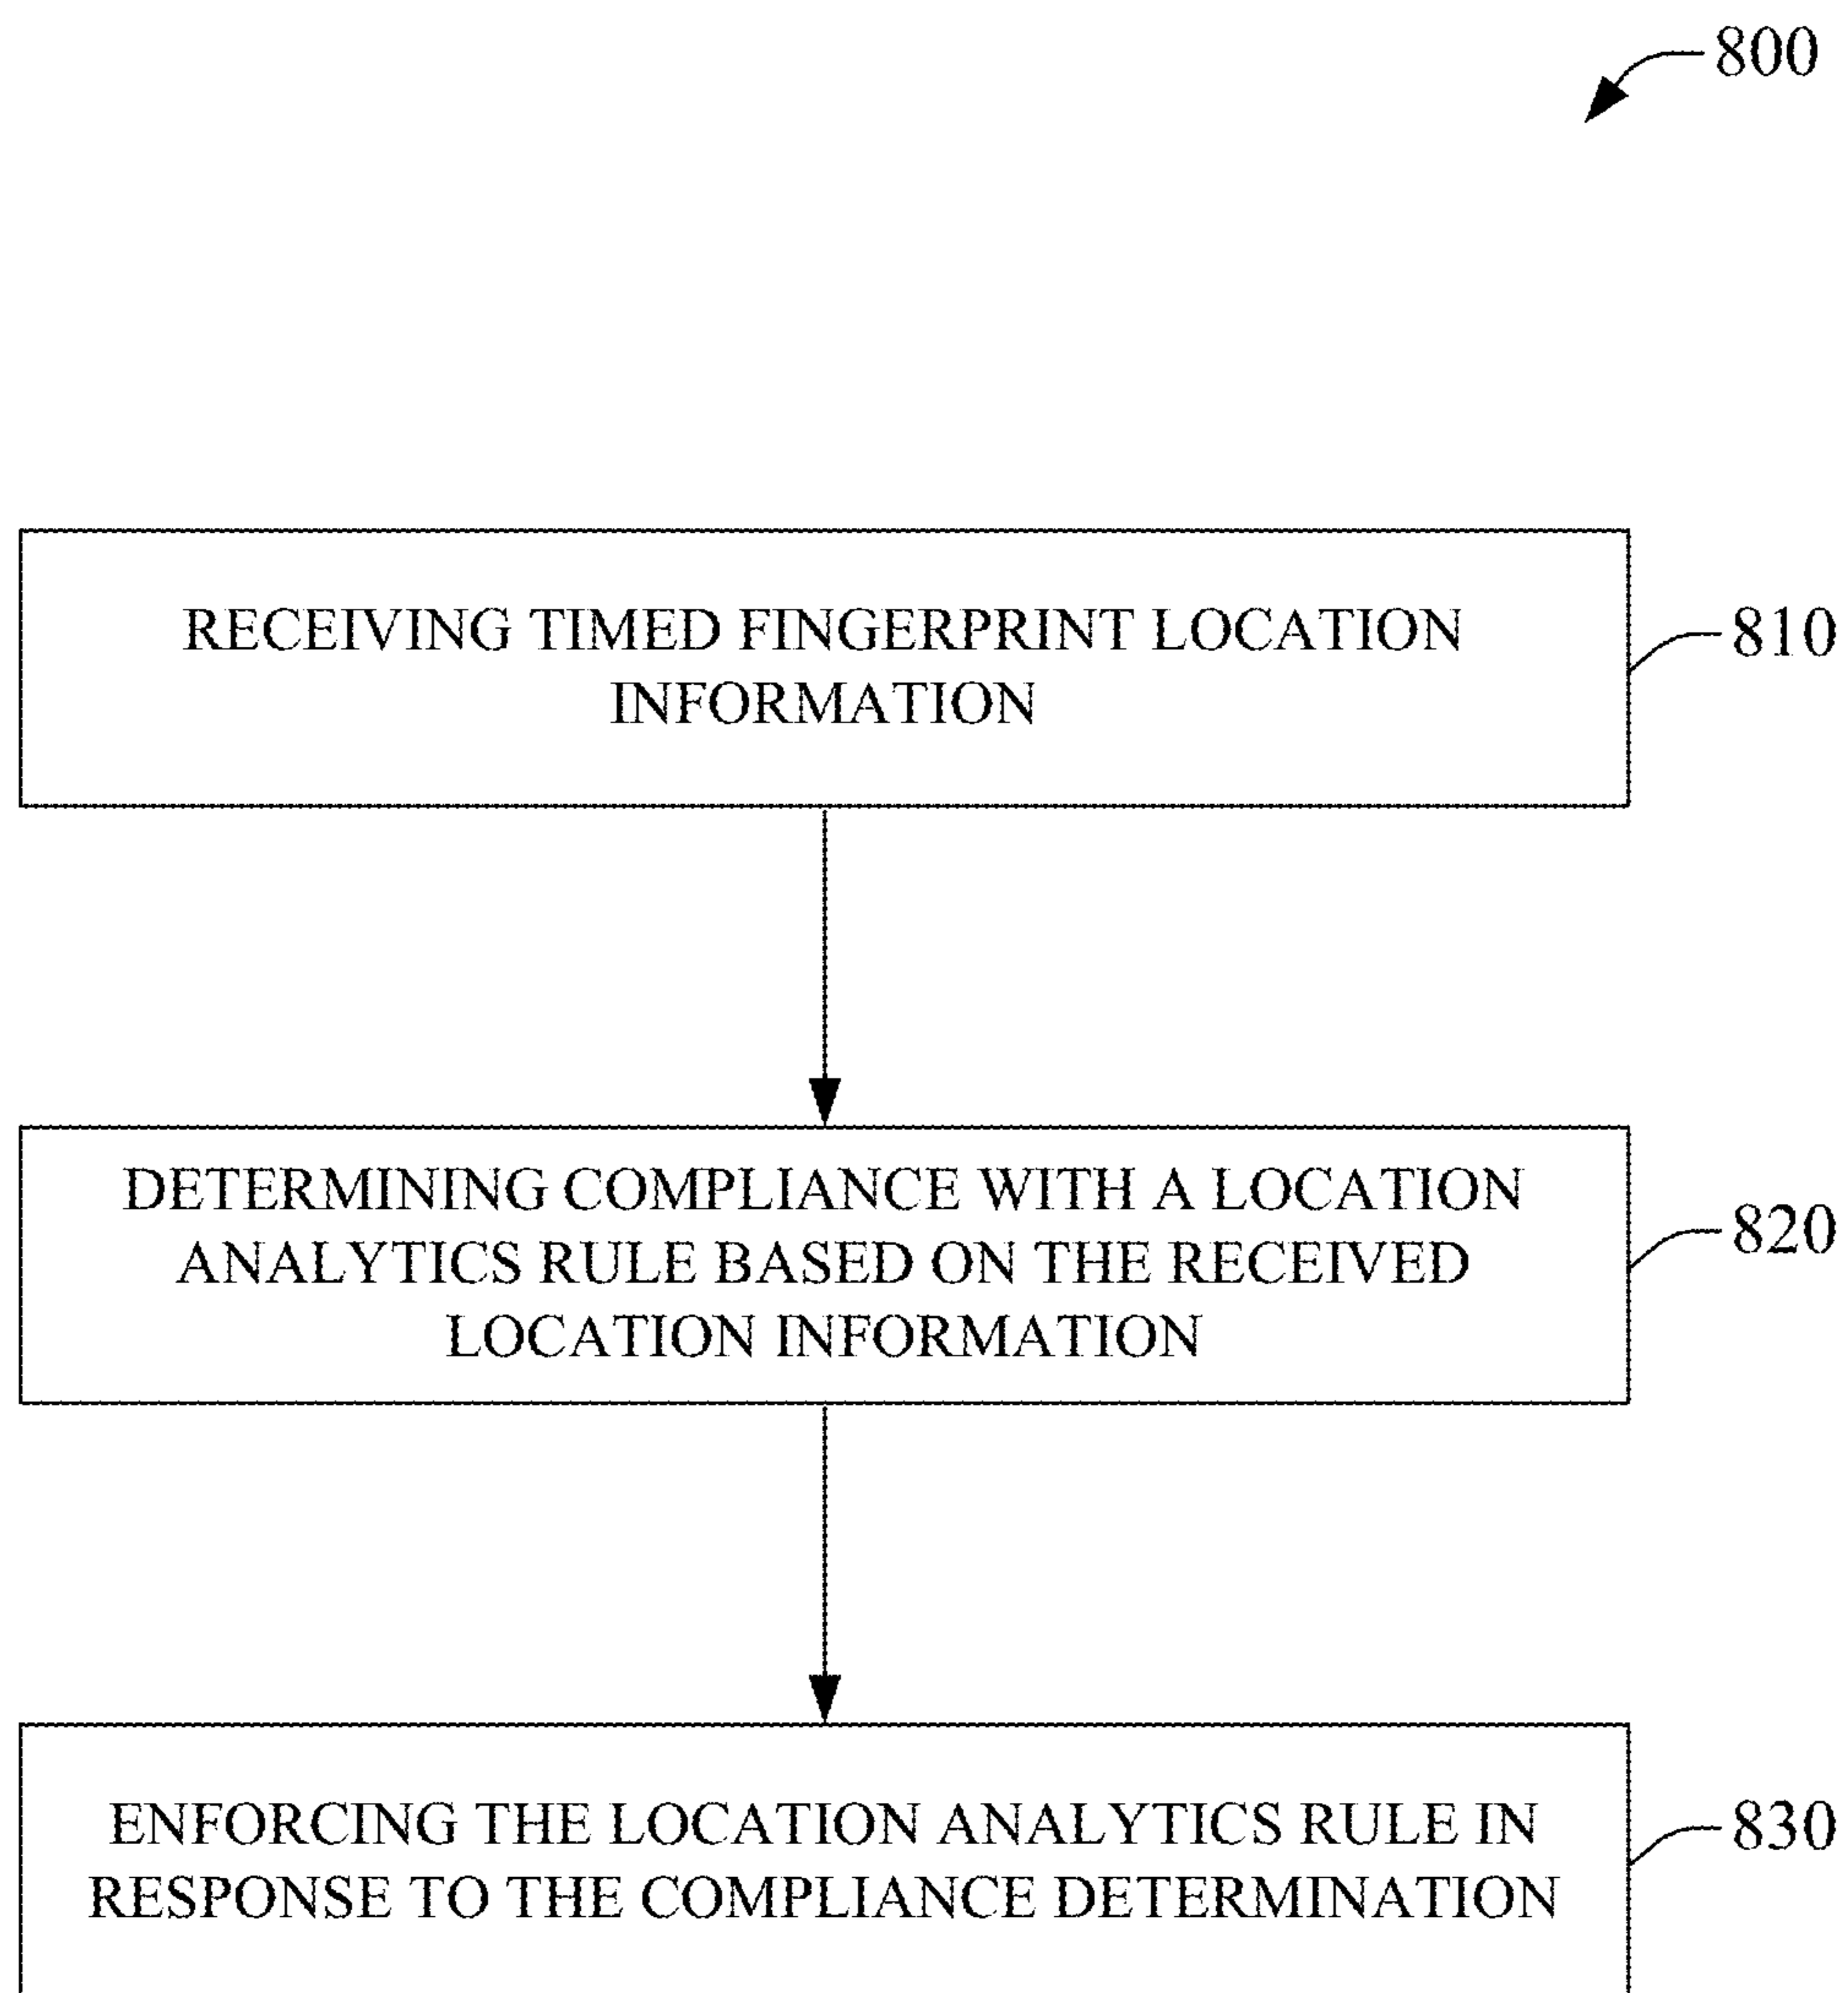 800
RECEIVING TIMED FINGERPRINT LOCATION
INFORMATION
810
DETERMINING COMPLIANCE WITH A LOCATION
ANALYTICS RULE BASED ON THE RECEIVED
LOCATION INFORMATION
820
ENFORCING THE LOCATION ANALYTICS RULE IN
RESPONSE TO THE COMPLIANCE DETERMINATION
830